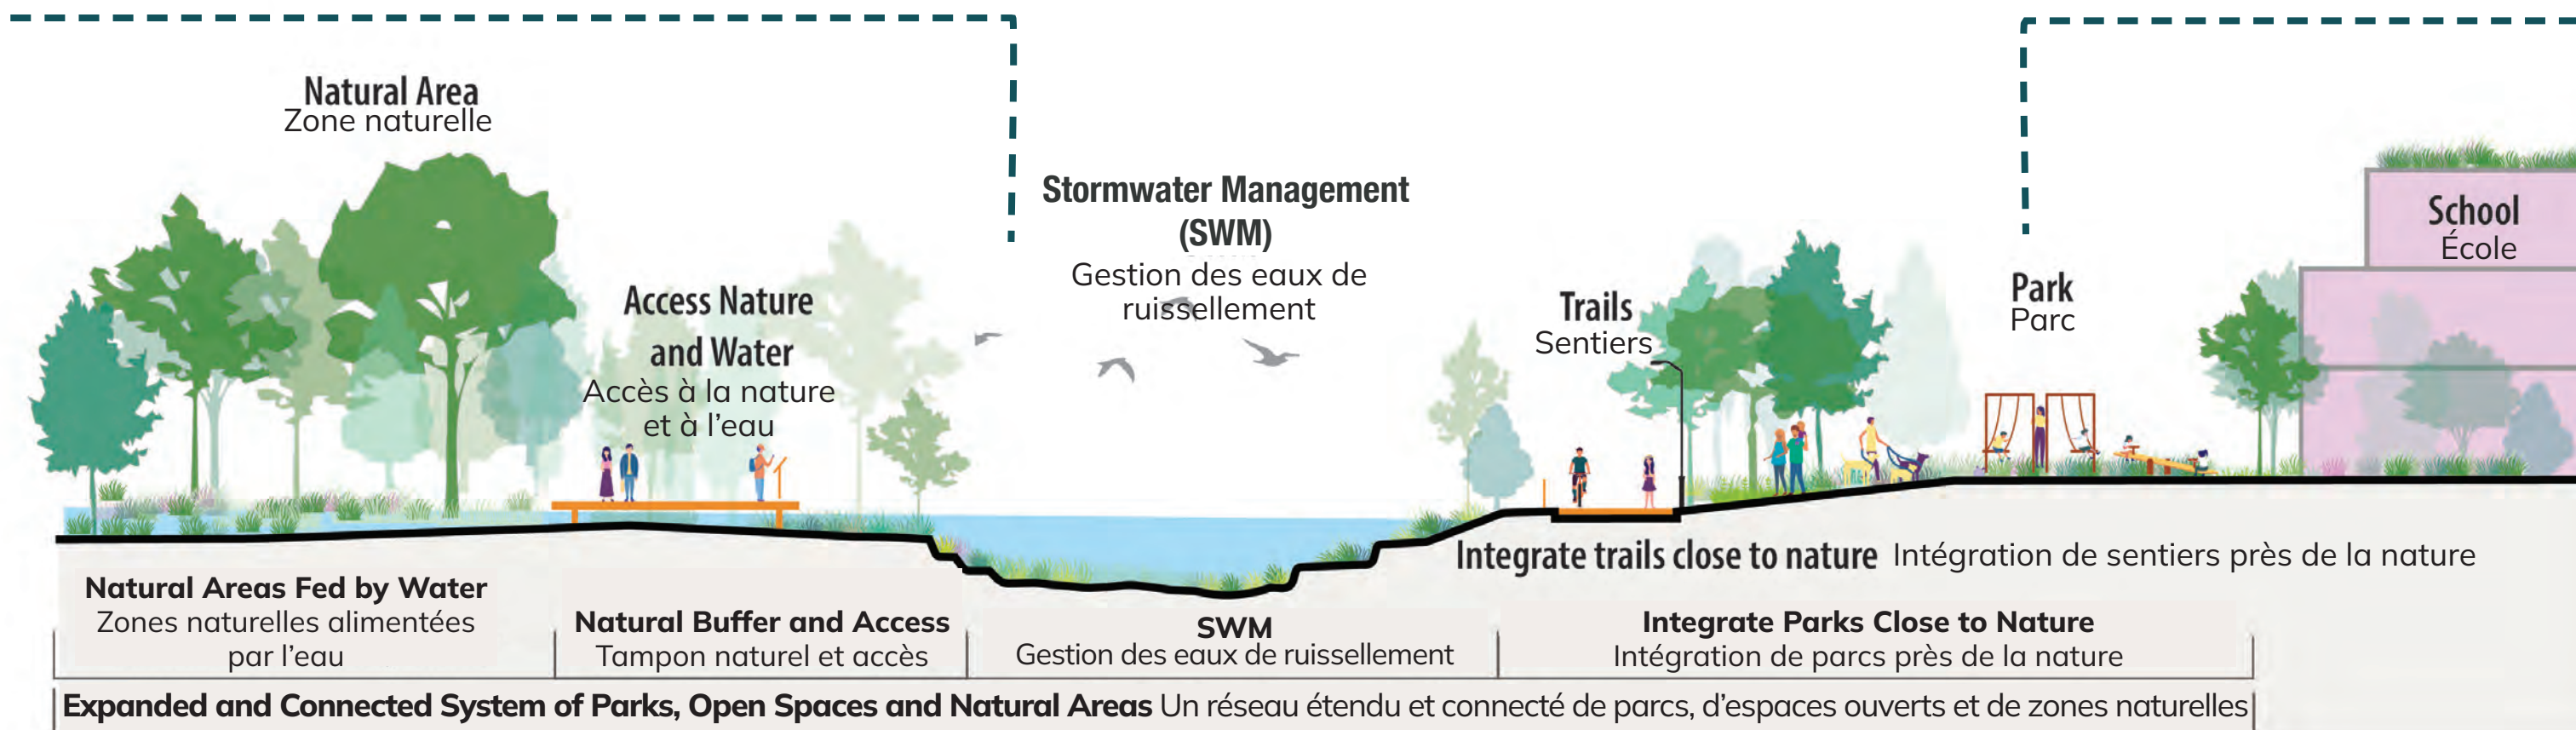 Natural Area
Zone naturelle
Access Nature
and Water
Accès à la nature
et à l'eau
Stormwater Management
(SWM)
Gestion des eaux de
ruissellement
Trails
Sentiers
Park
Parc
School
École
Integrate trails close to nature Intégration de sentiers près de la nature
Natural Areas Fed by Water
Zones naturelles alimentées
par l'eau
Natural Buffer and Access
Tampon naturel et accès
SWM
Gestion des eaux de ruissellement
Integrate Parks Close to Nature
Intégration de parcs près de la nature
Expanded and Connected System of Parks, Open Spaces and Natural Areas Un réseau étendu et connecté de parcs, d'espaces ouverts et de zones naturelles